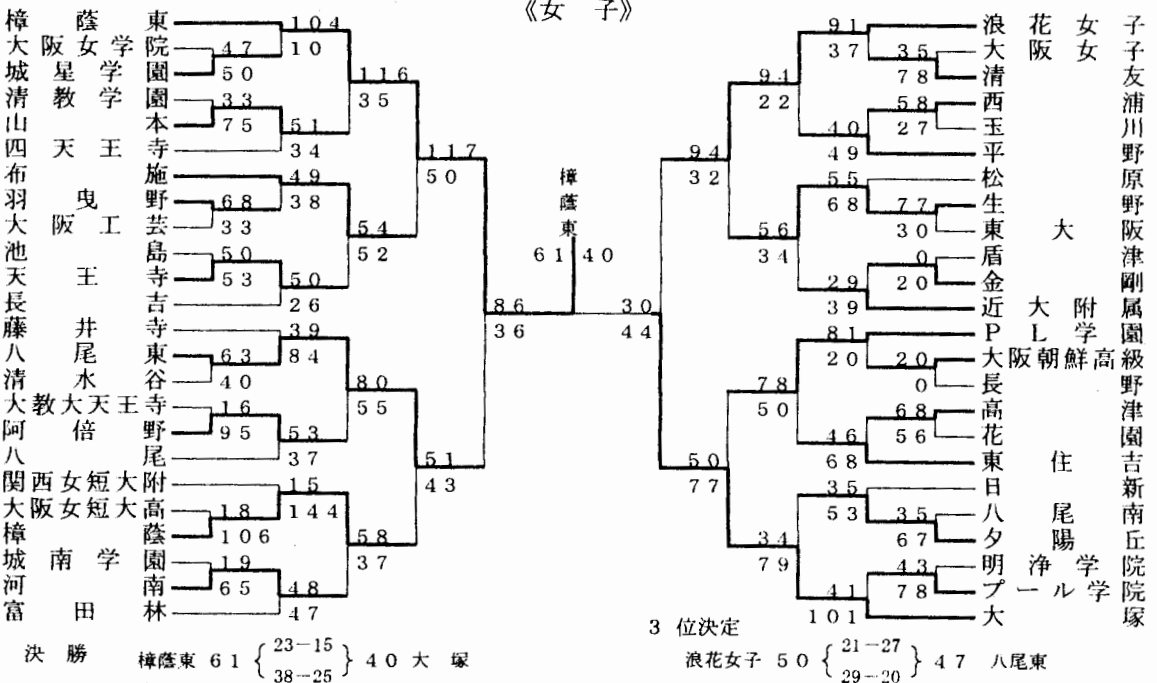 《女子》
樟蔭東 104
大阪女学院 47 10
城星学園 50
116
清教学園 33 35
山本 75 51
四天王寺 34
117
布施 49 50
羽曳野 68 38
大阪工芸 33 54
池島 50 52
天王寺 53 50
長吉 26
86
藤井寺 39 36
八尾東 63 84
清水谷 40 80
大教大天王寺 16 55
阿倍野 95 53
八尾 37
51
関西女短大附 15 43
大阪女短大高 18 144
樟蔭 106 58
城南学園 19 37
河南 65 48
富田林 47
樟蔭東
61 40
91 浪花女子
37 35 大阪女子
94 78 清友
22 58 西浦
40 27 玉川
94 49 平野
32 55 松原
68 77 生野
56 30 東大阪
34 0 盾津
29 20 金剛
30 39 近大附属
44 81 PL学園
20 20 大阪朝鮮高級
78 0 長野
50 68 高津
46 56 花園
50 68 東住吉
77 35 日新
53 35 八尾南
34 67 夕陽丘
79 43 明浄学院
41 78 プール学院
101 大塚
3位決定
決勝 樟蔭東 61 { 23-15 38-25 } 40 大塚
浪花女子 50 { 21-27 29-20 } 47 八尾東